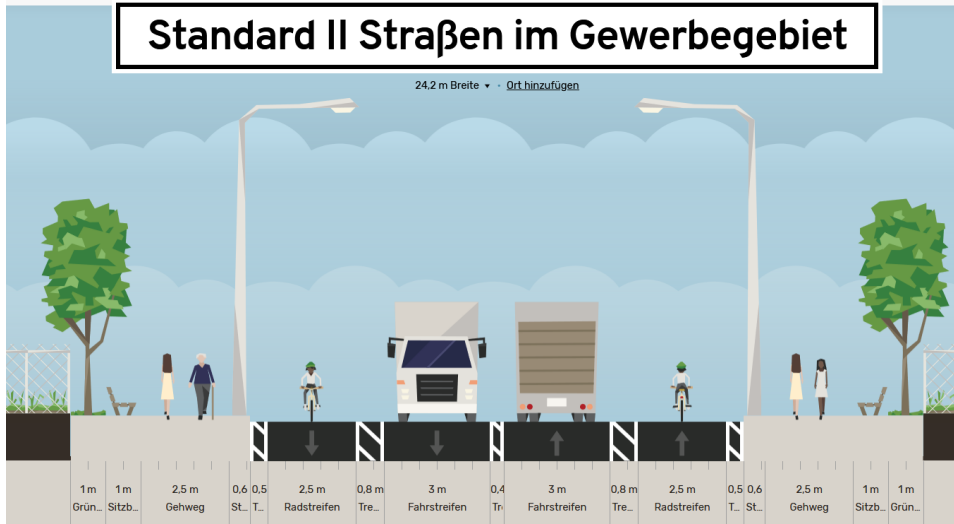 Standard II Straßen im Gewerbegebiet
24,2 m Breite ▾ · Ort hinzufügen
1 m 1 m 2,5 m 0,6 0,5 2,5 m 0,8 m 3 m 0,4 3 m 0,8 m 2,5 m 0,5 0,6 2,5 m 1 m 1 m
Grün... Sitzb... Gehweg St... T... Radstreifen Tre... Fahrstreifen Tr Fahrstreifen Tre... Radstreifen T... St... Gehweg Sitzb... Grün...